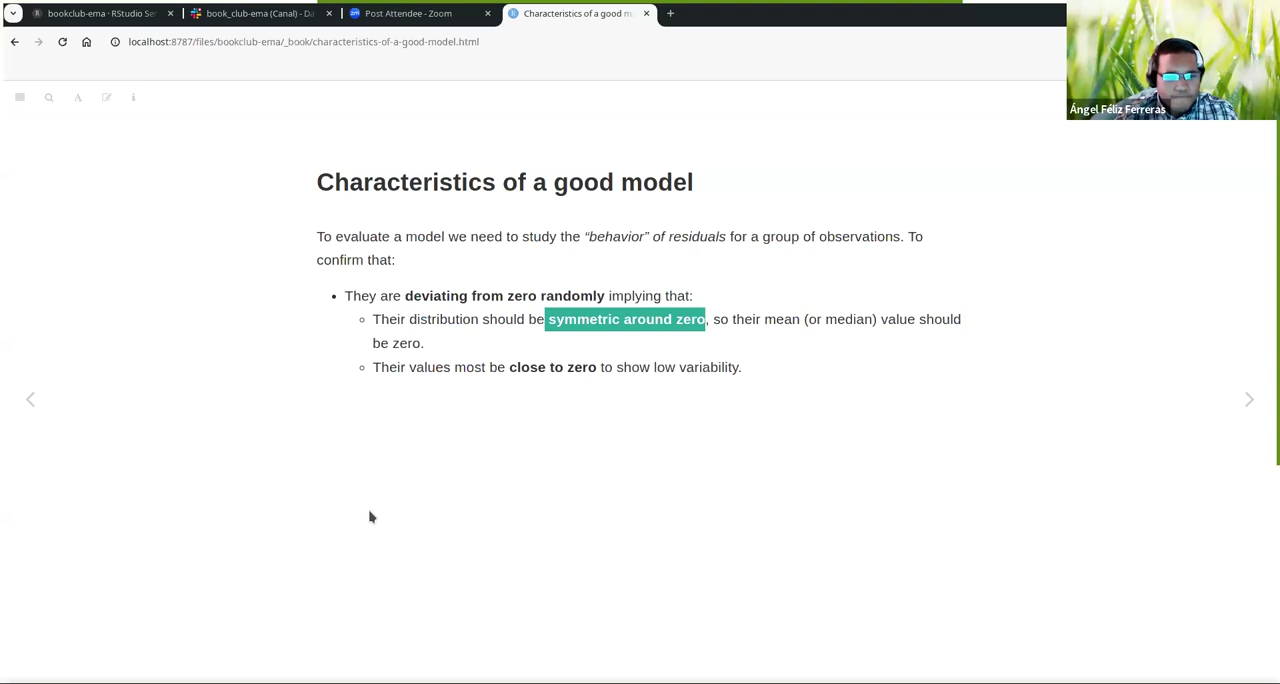 bookclub-ema · RStudio Ser
book_club-ema (Canal) - Da
Post Attendee - Zoom
Characteristics of a good m
localhost:8787/files/bookclub-ema/_book/characteristics-of-a-good-model.html
Ángel Féliz Ferreras
Characteristics of a good model
To evaluate a model we need to study the “behavior” of residuals for a group of observations. To
confirm that:
• They are deviating from zero randomly implying that:
◦ Their distribution should be symmetric around zero, so their mean (or median) value should
be zero.
◦ Their values most be close to zero to show low variability.